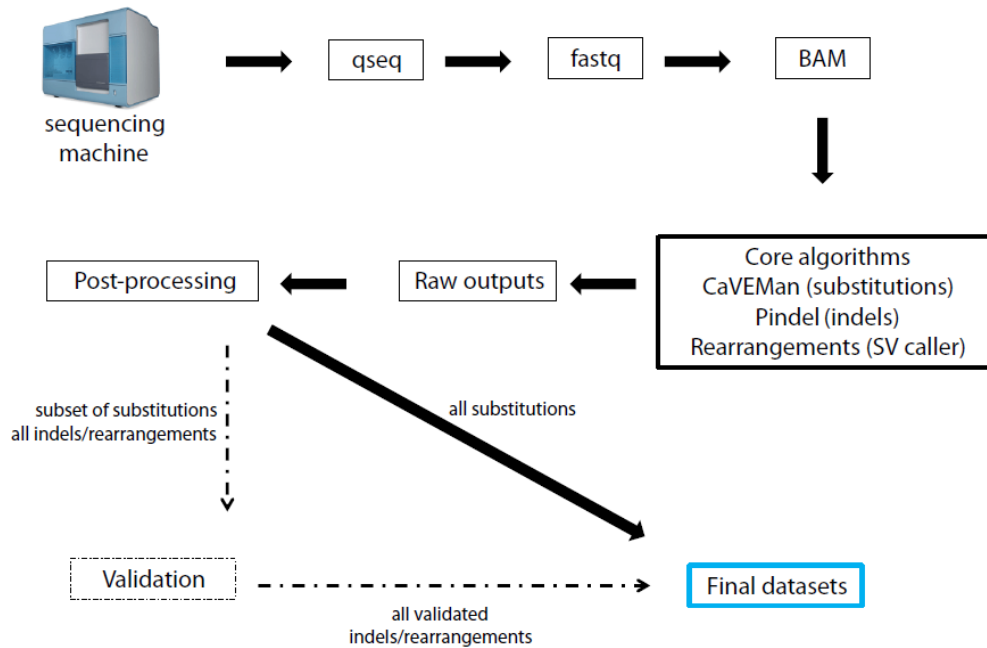 sequencing
machine
qseq
fastq
BAM
Core algorithms
CaVEMan (substitutions)
Pindel (indels)
Rearrangements (SV caller)
Raw outputs
Post-processing
subset of substitutions
all indels/rearrangements
all substitutions
Validation
all validated
indels/rearrangements
Final datasets